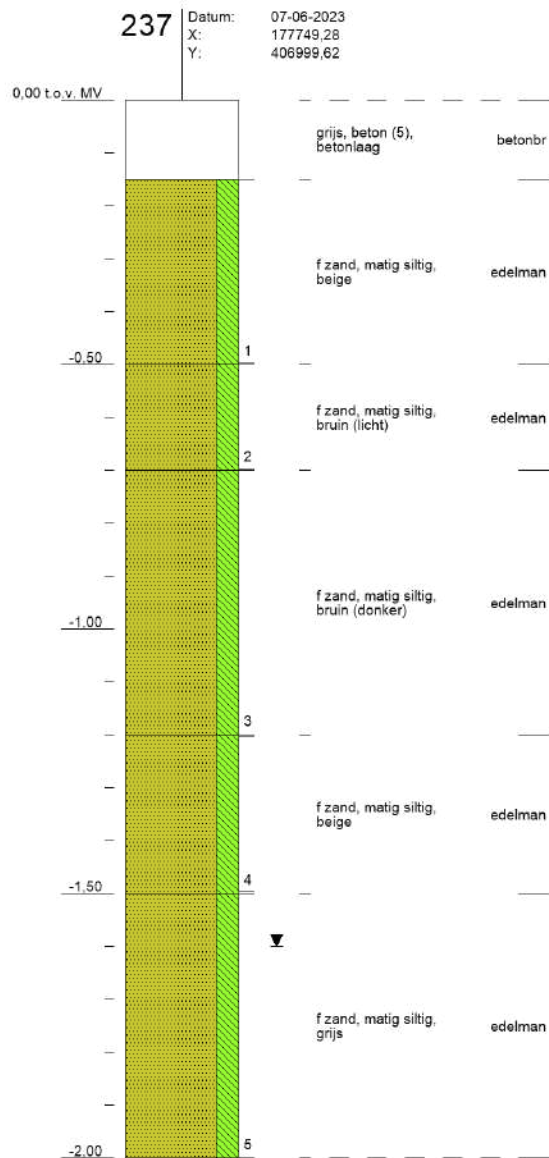 237
Datum: 07-06-2023
X: 177749,28
Y: 406999,62
0,00 t.o.v. MV
grijs, beton (5),
betonlaag
betonbr
f zand, matig siltig,
beige
edelman
1
-0,50
f zand, matig siltig,
bruin (licht)
edelman
2
f zand, matig siltig,
bruin (donker)
edelman
-1,00
3
f zand, matig siltig,
beige
edelman
4
-1,50
f zand, matig siltig,
grijs
edelman
5
-2,00